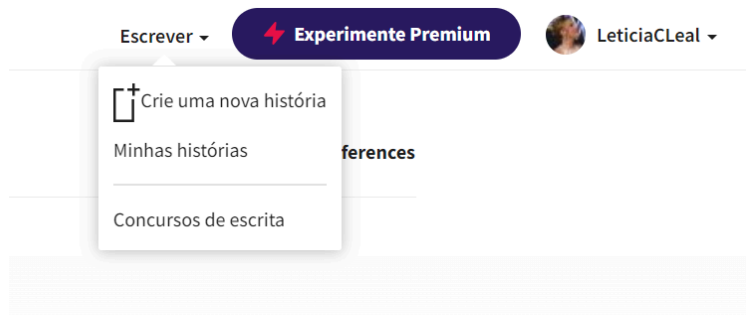 Escrever
Experimente Premium
LeticiaCLeal
Crie uma nova história
Minhas histórias
ferences
Concursos de escrita